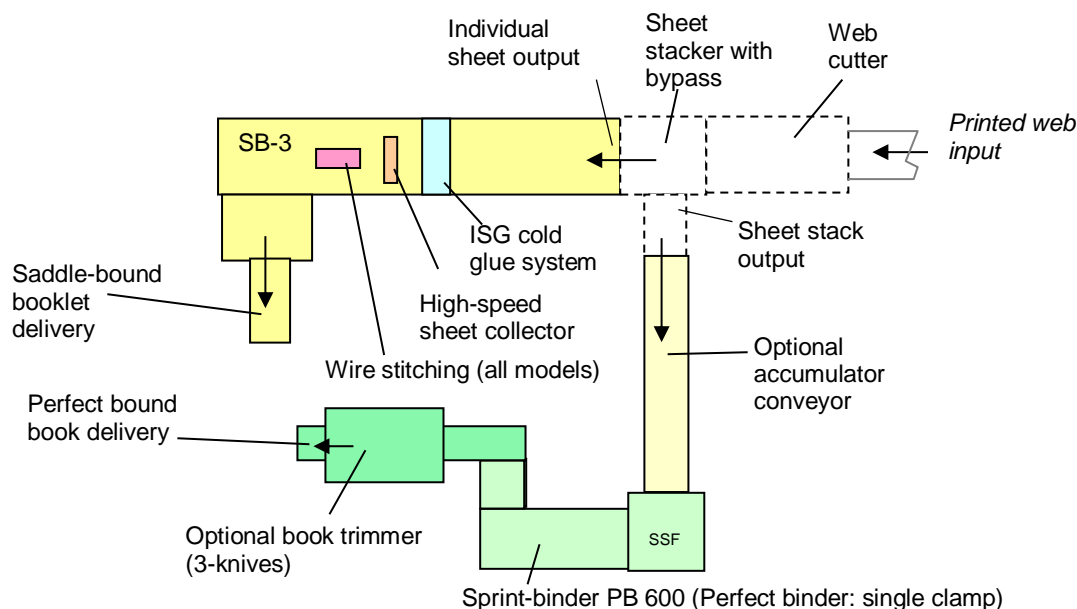 Individual
sheet output
Sheet
stacker with
bypass
Web
cutter
Printed web
input
SB-3
ISG cold
glue system
Sheet stack
output
Saddle-bound
booklet
delivery
High-speed
sheet collector
Wire stitching (all models)
Optional
accumulator
conveyor
Perfect bound
book delivery
Optional book trimmer
(3-knives)
SSF
Sprint-binder PB 600 (Perfect binder: single clamp)